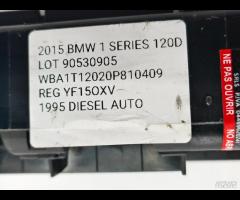 2015 BMW 1 SERIES 120D
LOT 90530905
WBA1T12020P810409
REG YF15OXV
1995 DIESEL AUTO
NE PAS OUVRIR